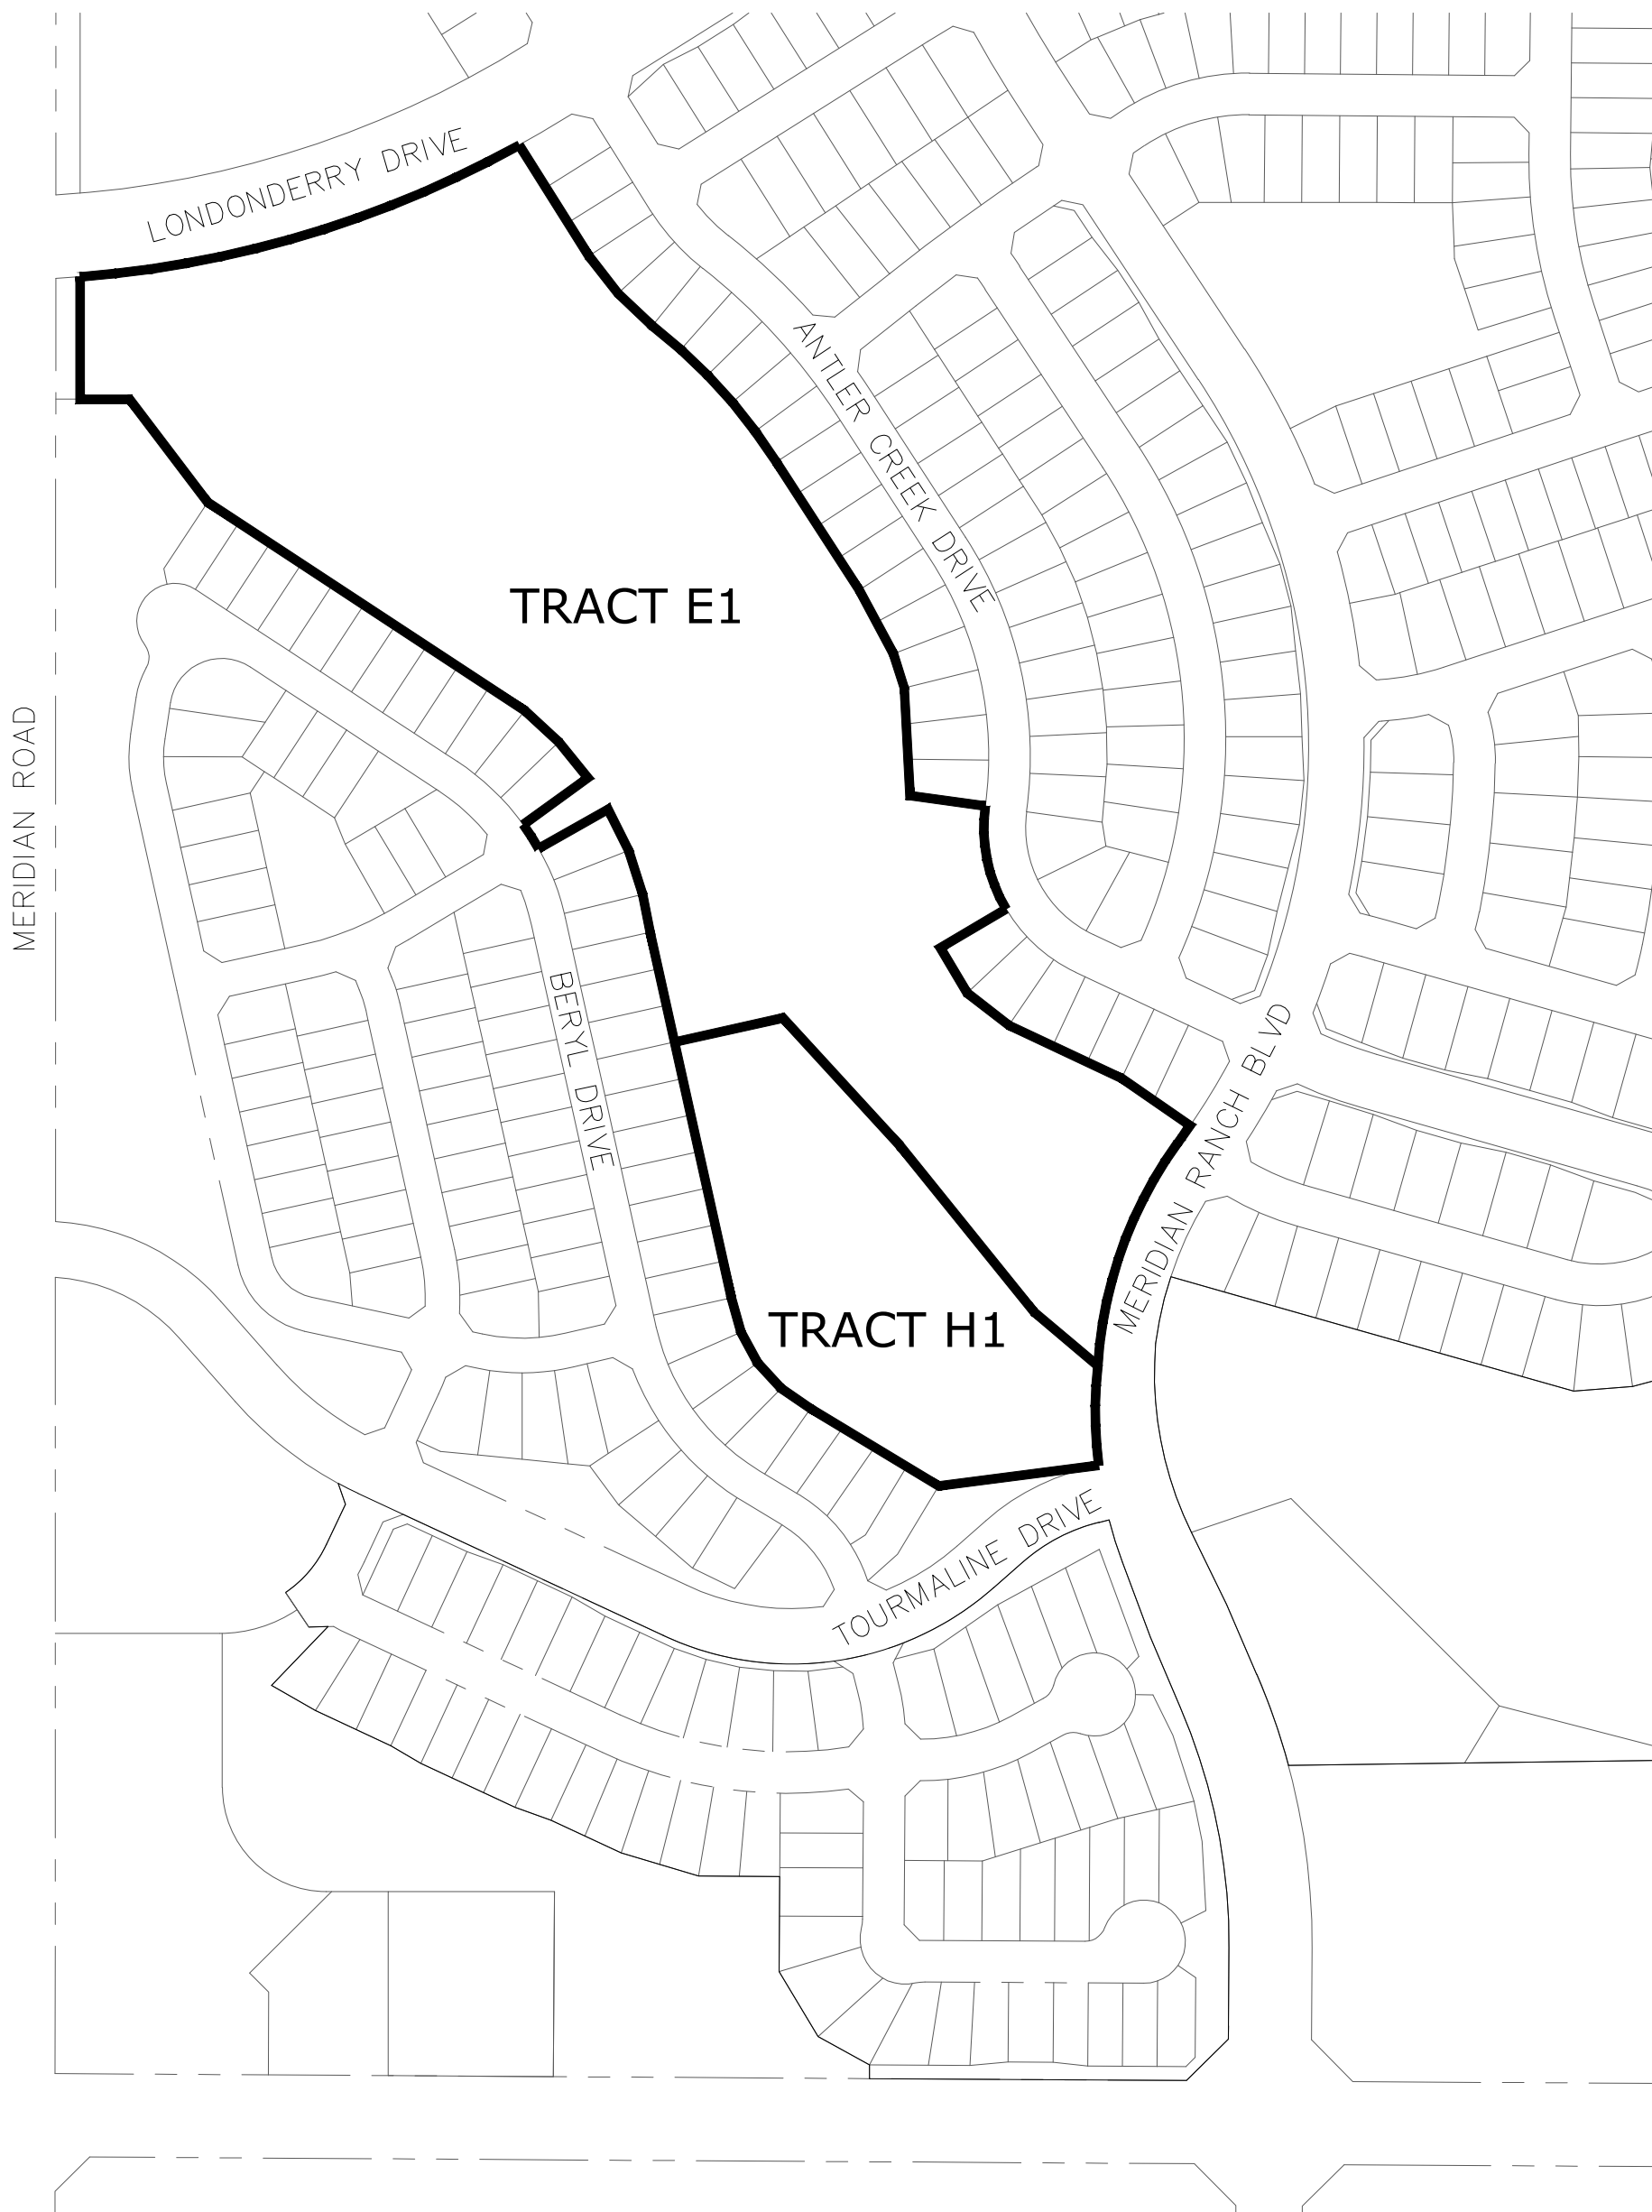 LONDONDERRY DRIVE
ANTLER CREEK DRIVE
TRACT E1
MERIDIAN ROAD
BERYL DRIVE
MERIDIAN RANCH BLVD
TRACT H1
TOURMALINE DRIVE